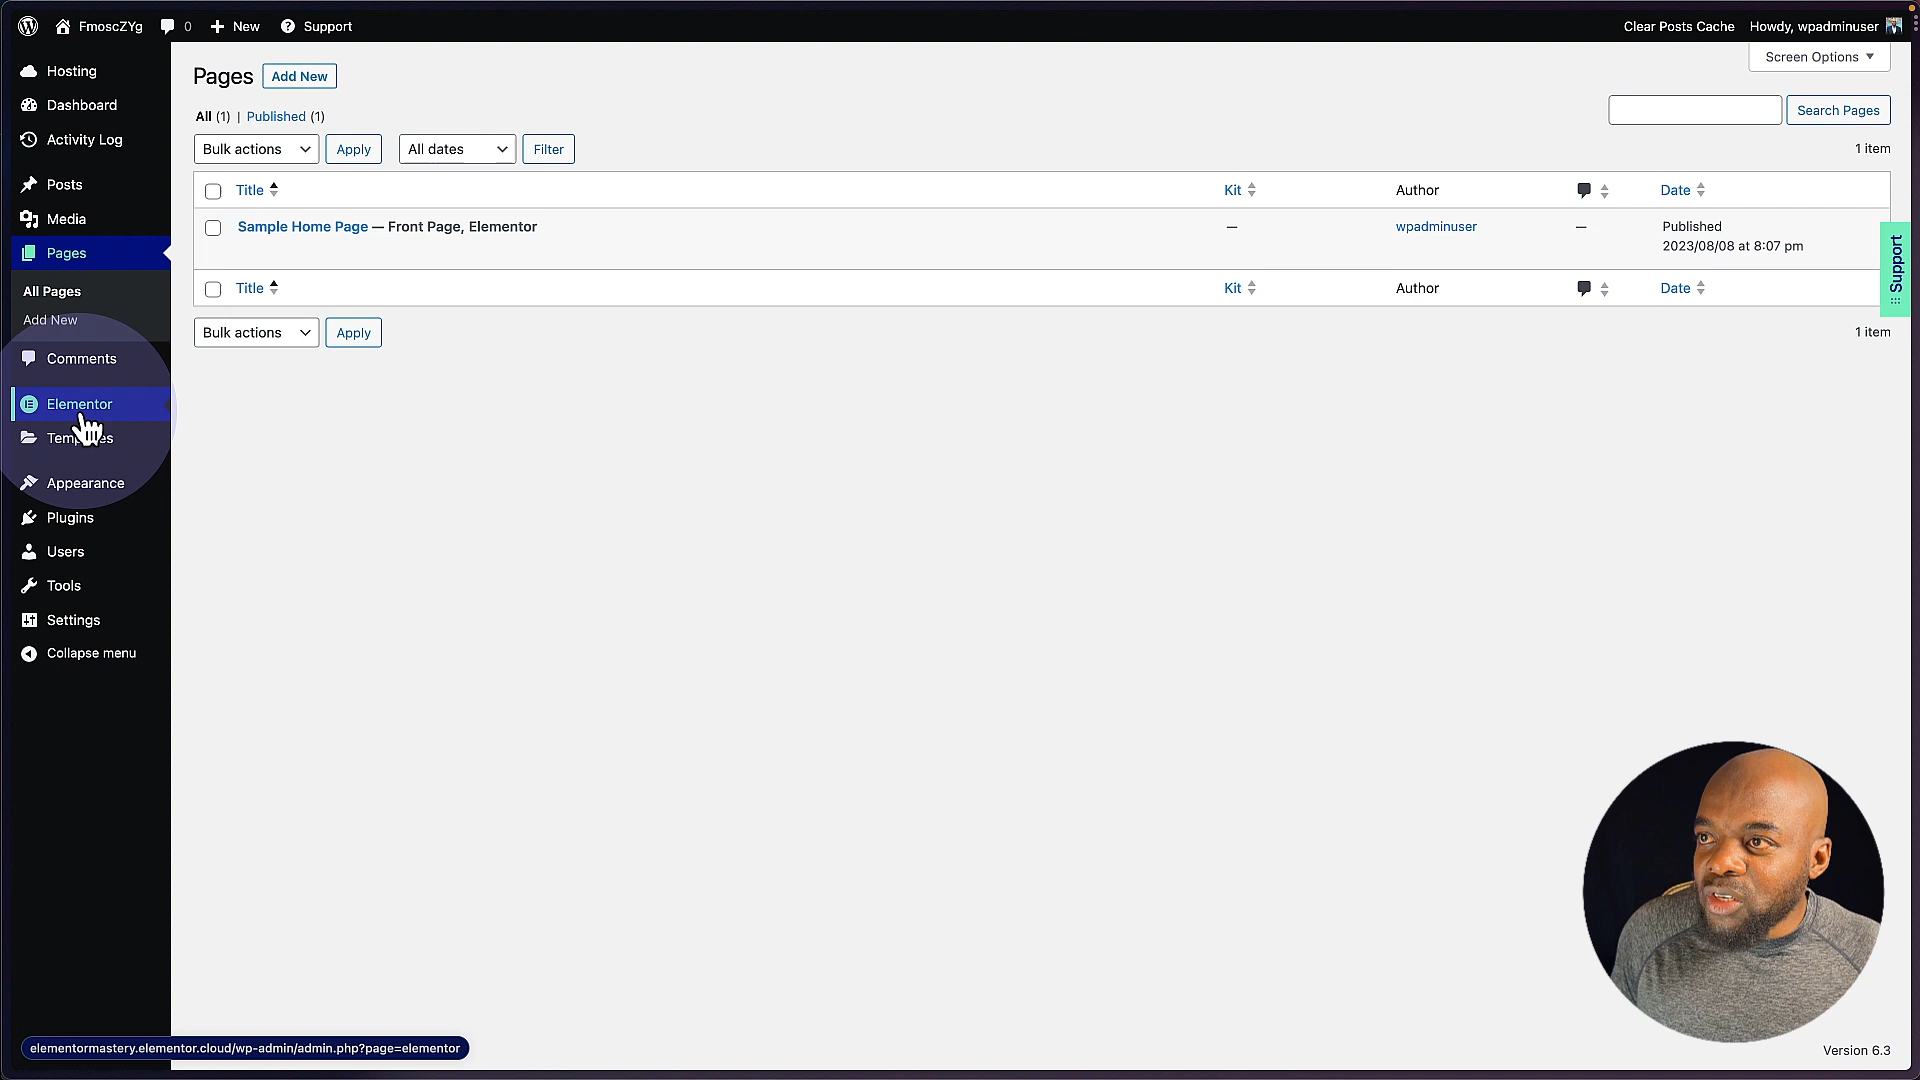 FmoscZYg 0 New Support Clear Posts Cache Howdy, wpadminuser
Hosting
Dashboard
Activity Log
Posts
Media
Pages
All Pages
Add New
Comments
Elementor
Appearance
Plugins
Users
Tools
Settings
Collapse menu
Screen Options
Pages Add New
All (1) | Published (1)
Search Pages
Bulk actions Apply All dates Filter 1 item
Title Kit Author Date
Sample Home Page — Front Page, Elementor — wpadminuser — Published
2023/08/08 at 8:07 pm
Title Kit Author Date
Bulk actions Apply 1 item
Support
elementormastery.elementor.cloud/wp-admin/admin.php?page=elementor
Version 6.3